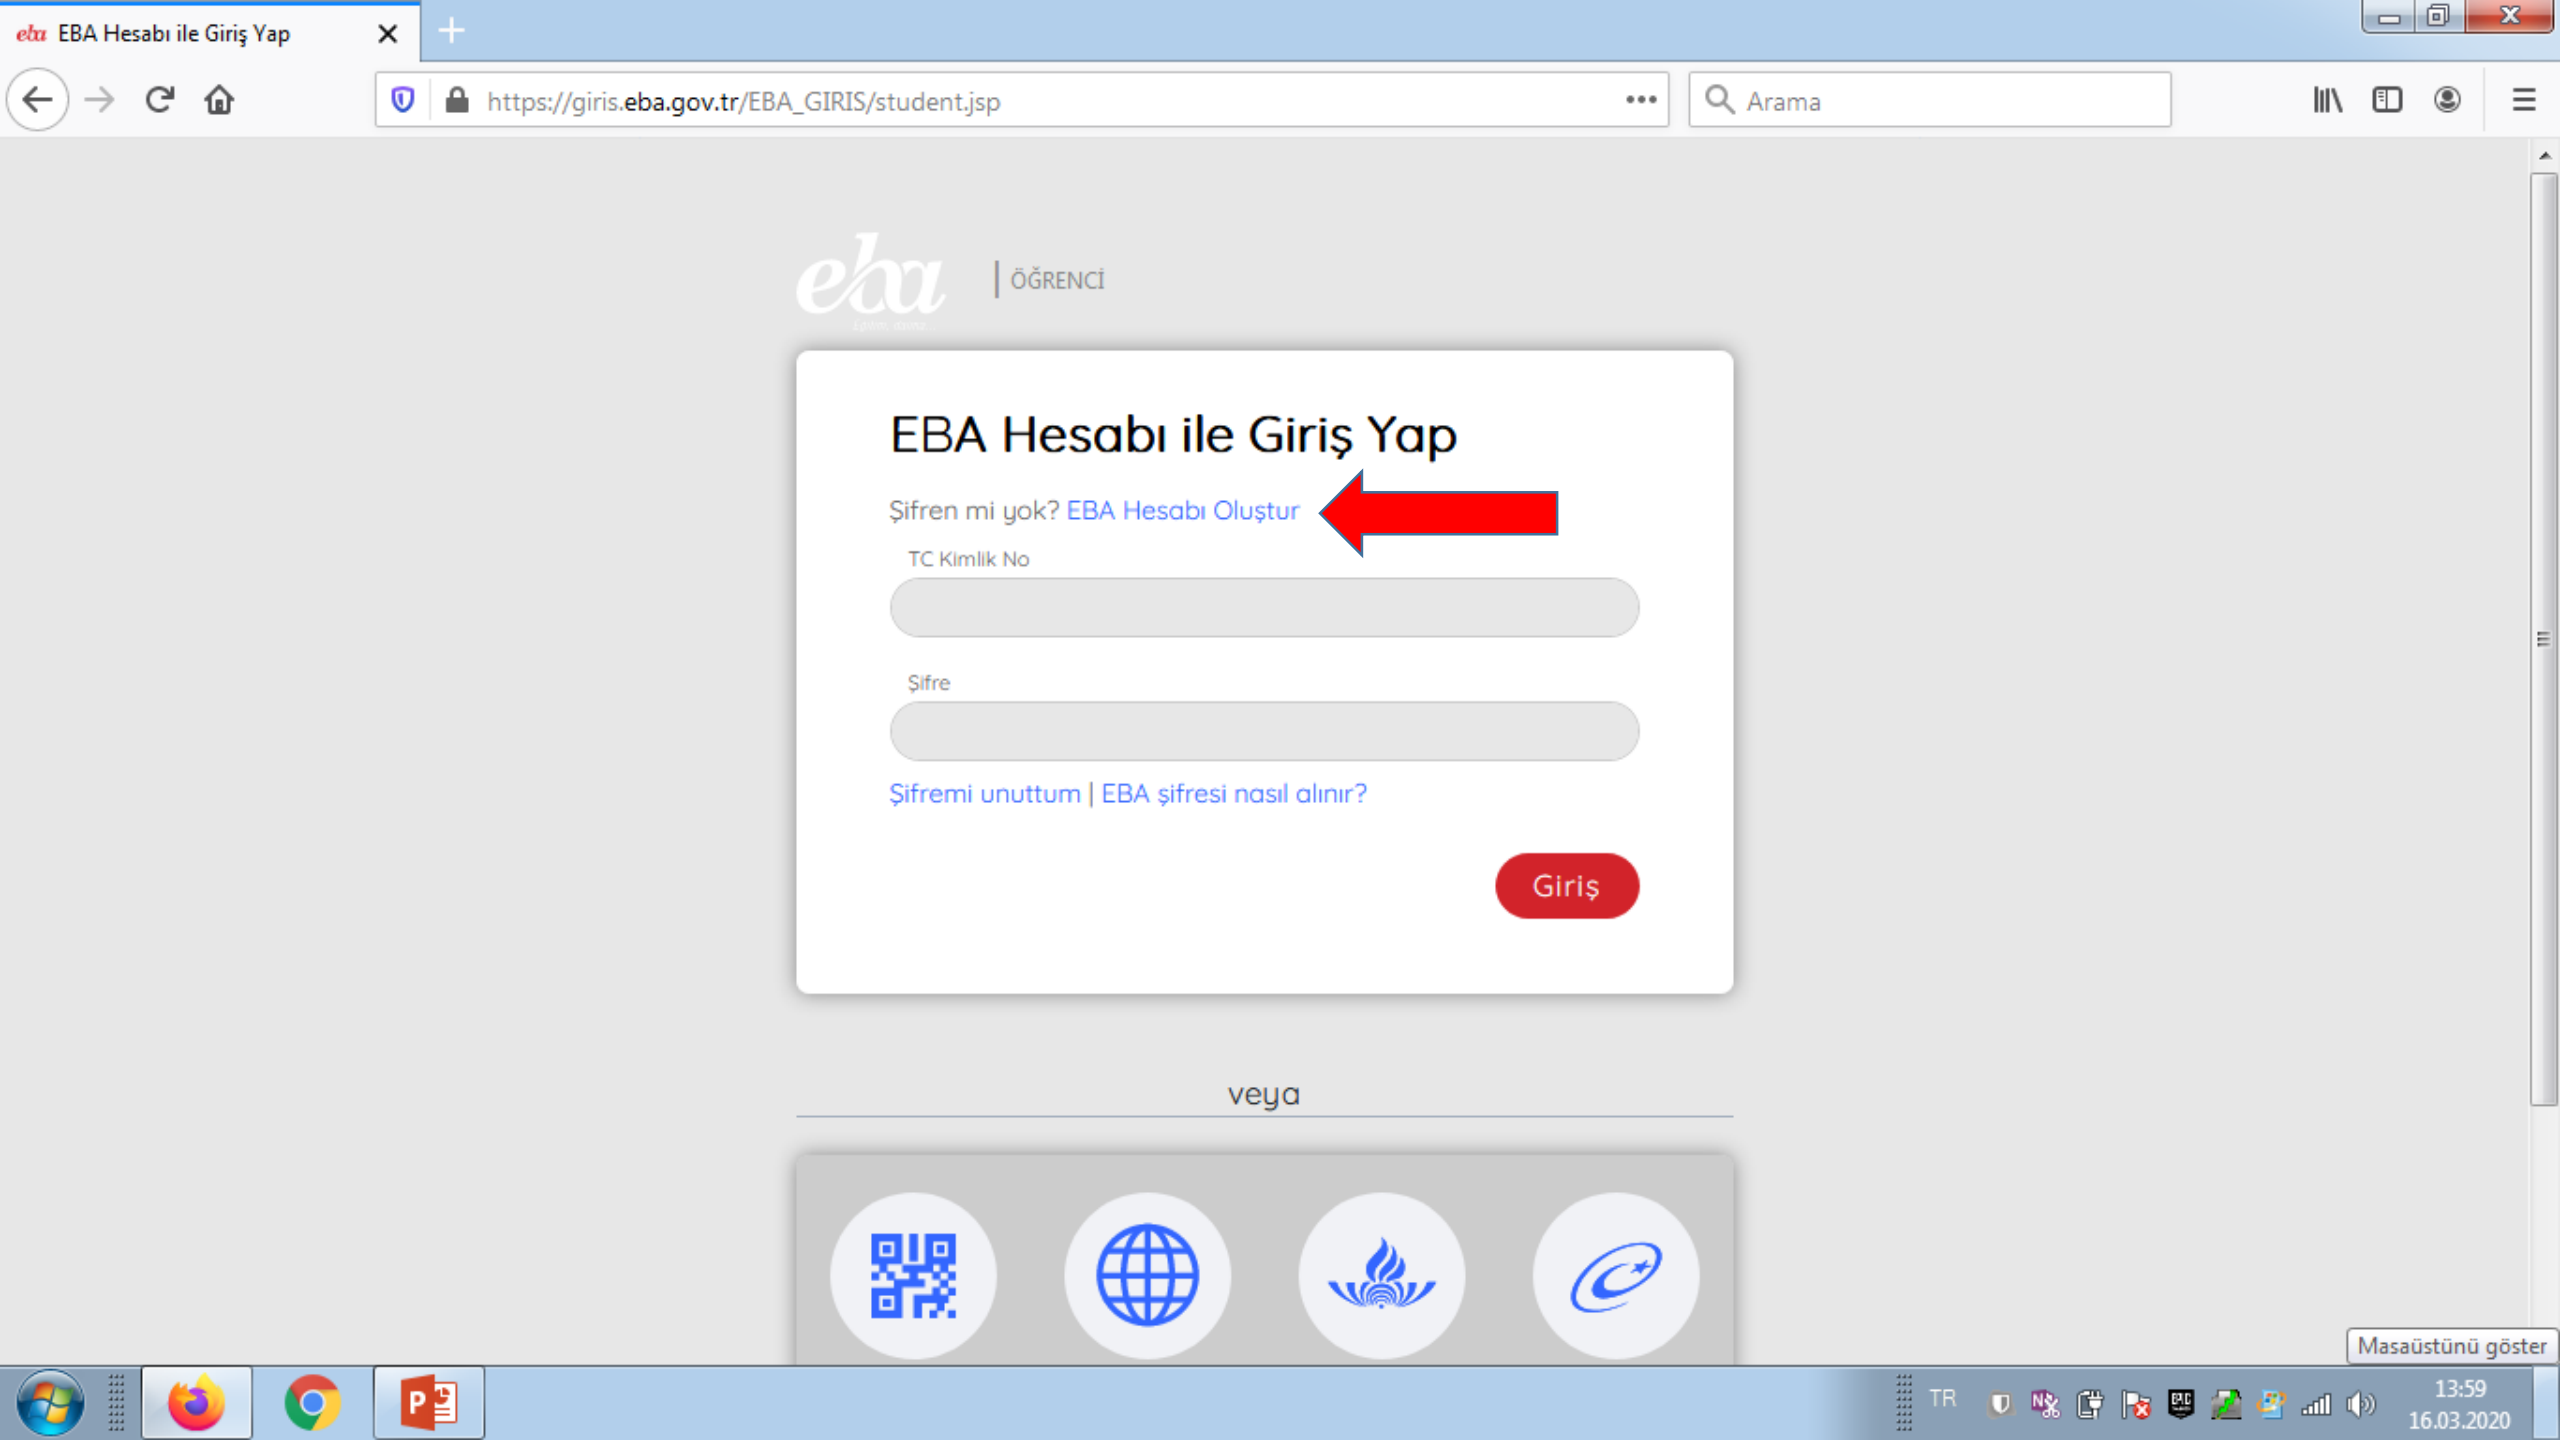 eba EBA Hesabı ile Giriş Yap
https://giris.eba.gov.tr/EBA_GIRIS/student.jsp
Arama
eba
ÖĞRENCİ
EBA Hesabı ile Giriş Yap
Şifren mi yok? EBA Hesabı Oluştur
TC Kimlik No
Şifre
Şifremi unuttum | EBA şifresi nasıl alınır?
Giriş
veya
Masaüstünü göster
TR
13:59
16.03.2020